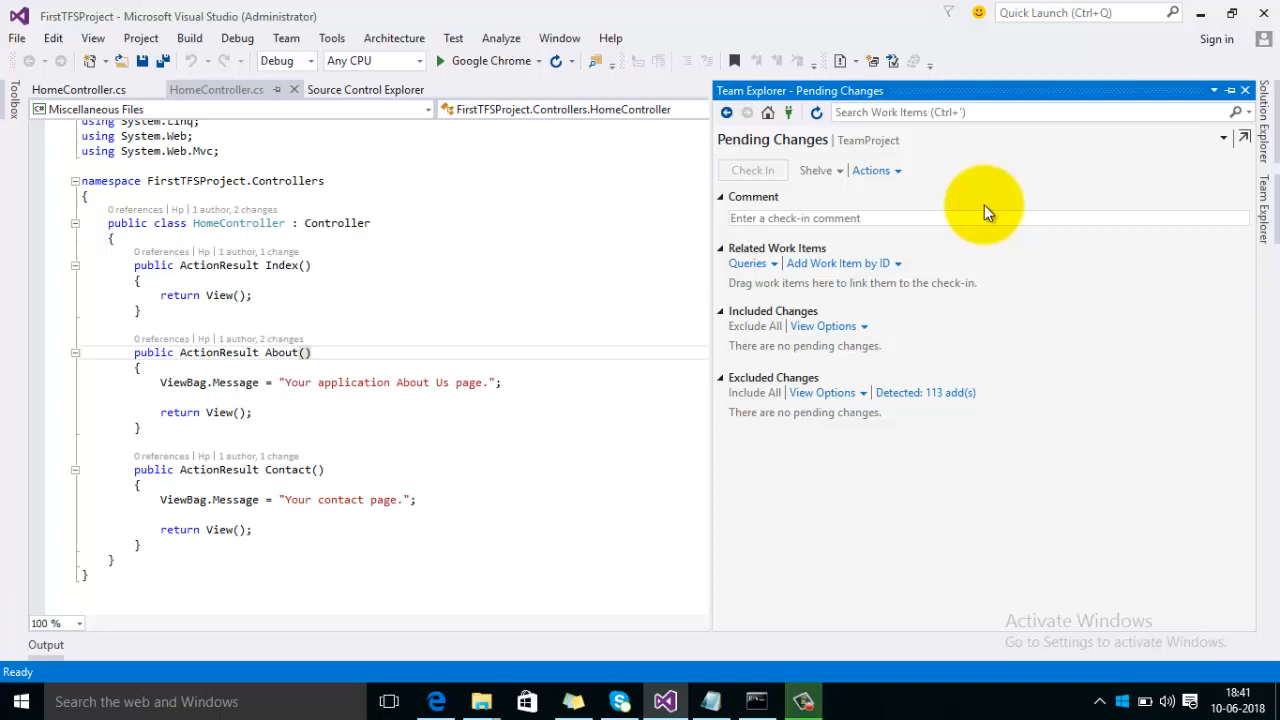 FirstTFSProject - Microsoft Visual Studio (Administrator)
Quick Launch (Ctrl+Q)
File Edit View Project Build Debug Team Tools Architecture Test Analyze Window Help
Sign in
Debug Any CPU Google Chrome
Toolbox
HomeController.cs HomeController.cs Source Control Explorer
Miscellaneous Files FirstTFSProject.Controllers.HomeController
using System.Linq;
using System.Web;
using System.Web.Mvc;
namespace FirstTFSProject.Controllers
{
0 references | Hp | 1 author, 2 changes
public class HomeController : Controller
{
0 references | Hp | 1 author, 1 change
public ActionResult Index()
{
return View();
}
0 references | Hp | 1 author, 2 changes
public ActionResult About()
{
ViewBag.Message = "Your application About Us page.";
return View();
}
0 references | Hp | 1 author, 1 change
public ActionResult Contact()
{
ViewBag.Message = "Your contact page.";
return View();
}
}
}
100 %
Output
Ready
Team Explorer - Pending Changes
Search Work Items (Ctrl+')
Pending Changes | TeamProject
Check In Shelve Actions
Comment
Enter a check-in comment
Related Work Items
Queries Add Work Item by ID
Drag work items here to link them to the check-in.
Included Changes
Exclude All View Options
There are no pending changes.
Excluded Changes
Include All View Options Detected: 113 add(s)
There are no pending changes.
Solution Explorer
Team Explorer
Activate Windows
Go to Settings to activate Windows.
Search the web and Windows
18:41
10-06-2018